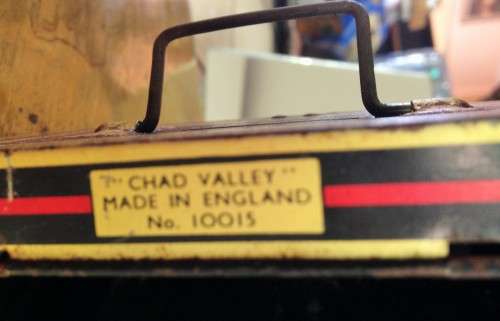 The "CHAD VALLEY"
MADE IN ENGLAND
No. 10015